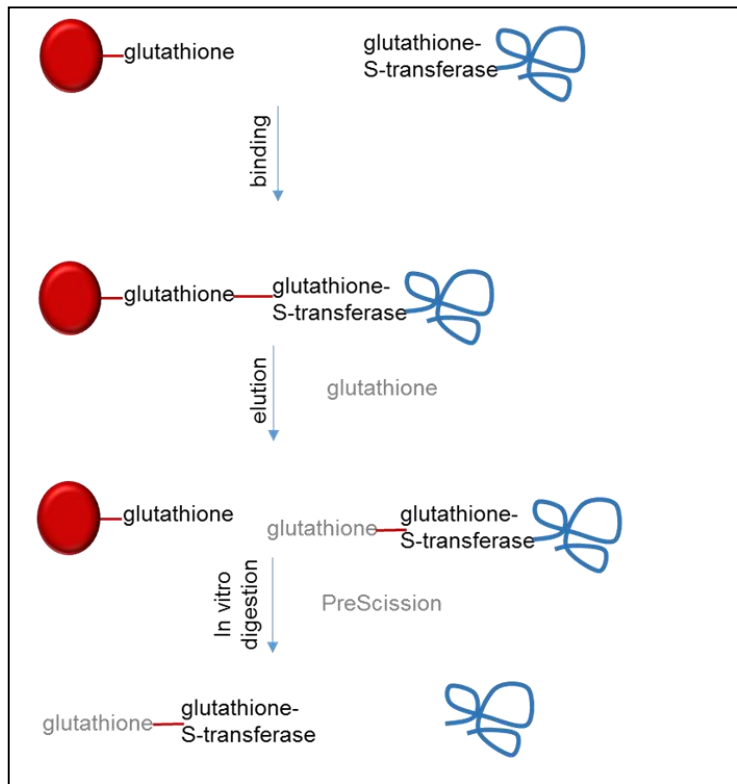 glutathione
glutathione-
S-transferase
binding
glutathione
glutathione-
S-transferase
elution
glutathione
glutathione
glutathione
glutathione-
S-transferase
In vitro
digestion
PreScission
glutathione
glutathione-
S-transferase